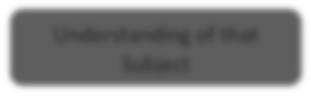 Understanding of that
Subject